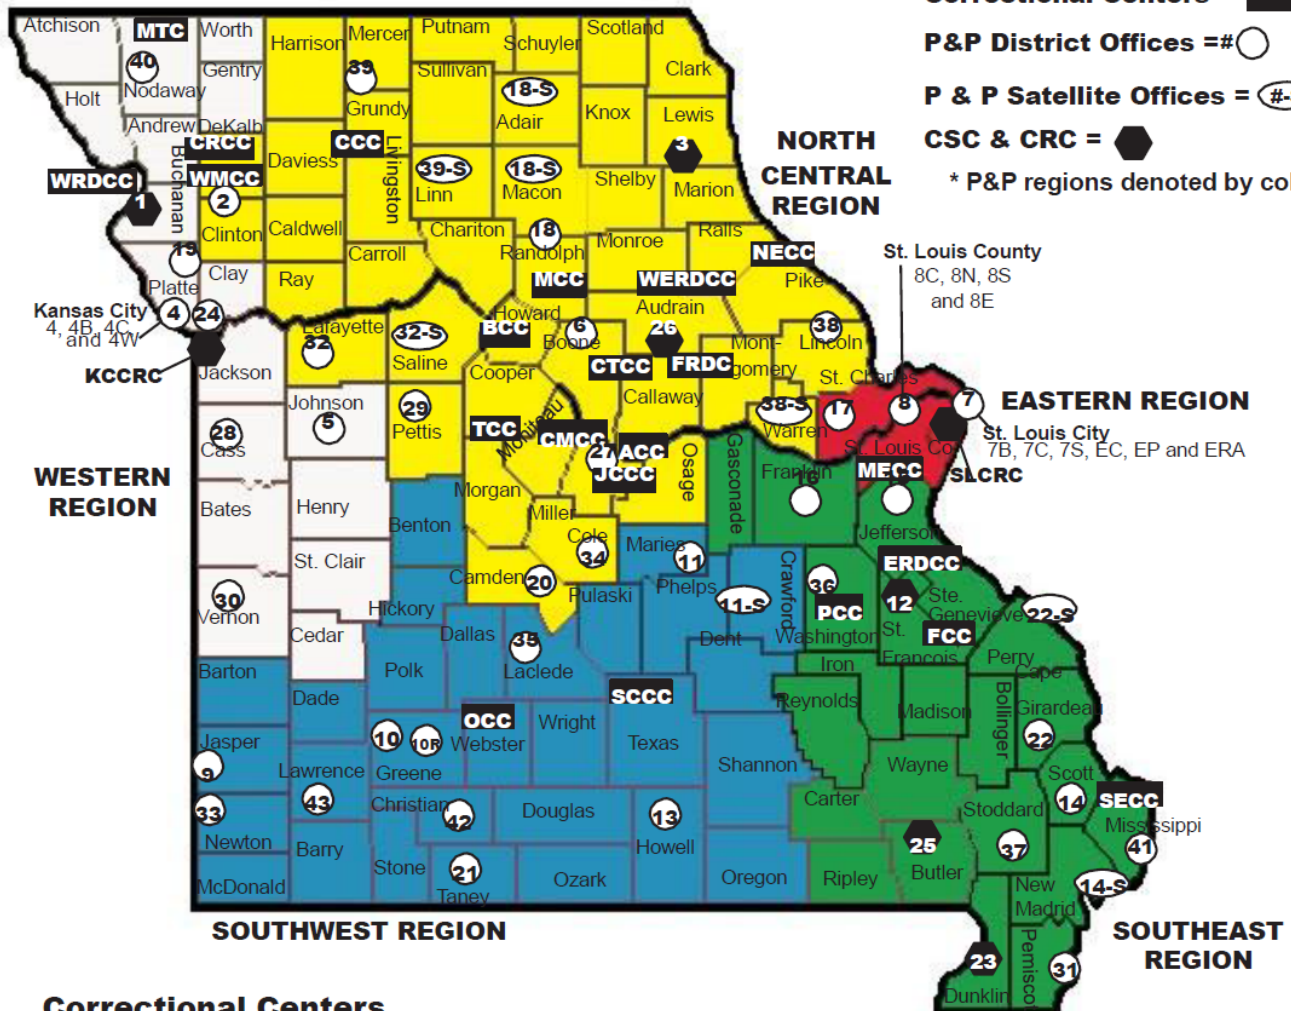 Correctional Centers
P&P District Offices =#
P & P Satellite Offices = #-
CSC & CRC =
* P&P regions denoted by co
Atchison
MTC
Worth
Harrison
Mercer
Putnam
Schuyler
Scotland
Clark
40
Nodaway
Gentry
39
Sullivan
18-S
Adair
Knox
Lewis
Holt
Grundy
Andrew
DeKalb
CRCC
Daviess
CCC
Livingston
39-S
Linn
18-S
Macon
3
NORTH
CENTRAL
REGION
WRDCC
Buchanan
WMCC
Shelby
Marion
1
2
Clinton
Caldwell
Chariton
18
Randolph
Monroe
Ralls
19
Platte
Clay
Ray
Carroll
MCC
WERDCC
NECC
Pike
St. Louis County
8C, 8N, 8S
and 8E
Kansas City
4, 4B, 4C
and 4W
4
24
Lafayette
32
32-S
Saline
Howard
BCC
Boone
6
Audrain
26
Mont-
gomery
38
Lincoln
KCCRC
Jackson
Cooper
CTCC
FRDC
St. Charles
Johnson
5
29
Pettis
Callaway
38-S
Warren
17
8
7
EASTERN REGION
28
Cass
TCC
Moniteau
CMCC
27
ACC
JCCC
Osage
Gasconade
Franklin
16
St. Louis Co
MECC
St. Louis City
7B, 7C, 7S, EC, EP and ERA
SLCRC
WESTERN
REGION
Bates
Henry
Benton
Morgan
Miller
Cole
34
Maries
11
Jefferson
St. Clair
Camden
20
Pulaski
Phelps
11-S
Crawford
36
PCC
Washington
ERDCC
12
Ste.
Genevieve
22-S
30
Vernon
Hickory
Cedar
Dallas
35
Laclede
Dent
St.
Francois
FCC
Perry
Barton
Dade
Polk
SCCC
Iron
Reynolds
Madison
Bollinger
Cape
Girardeau
22
Jasper
9
10
10R
Greene
OCC
Webster
Wright
Texas
Shannon
Wayne
Scott
14
SECC
Mississippi
41
Lawrence
43
33
Newton
Christian
42
Douglas
13
Howell
Carter
Stoddard
37
Barry
Stone
21
Taney
Ozark
Oregon
Ripley
25
Butler
New
Madrid
14-S
McDonald
SOUTHWEST REGION
23
Dunklin
Pemisco
31
SOUTHEAST
REGION
Correctional Centers